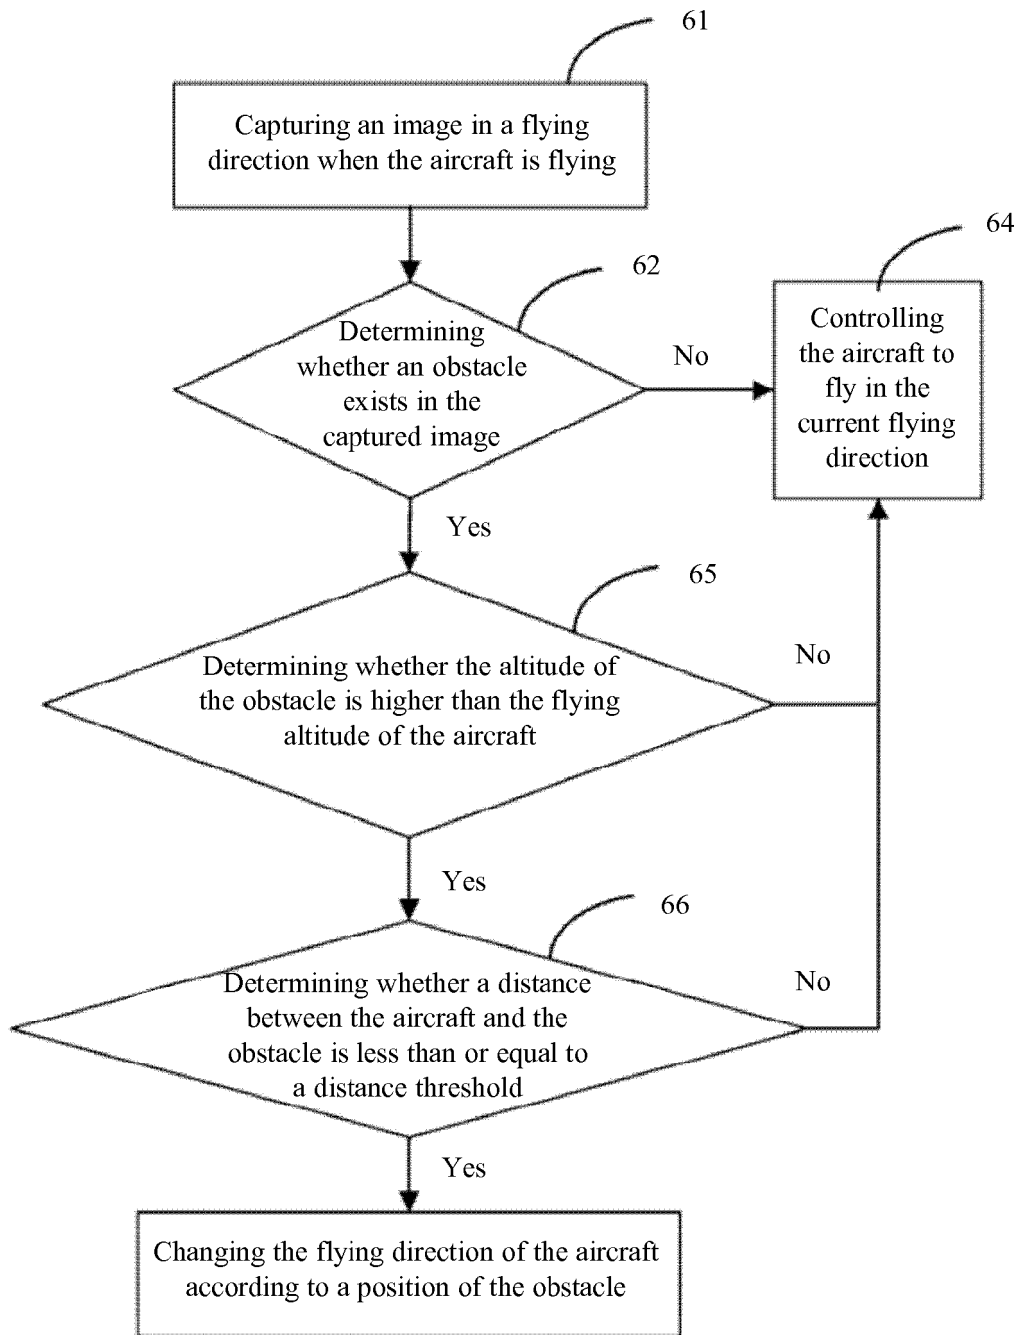 61
Capturing an image in a flying
direction when the aircraft is flying
64
62
Determining
whether an obstacle
exists in the
captured image
No
Controlling
the aircraft to
fly in the
current flying
direction
Yes
65
Determining whether the altitude of
the obstacle is higher than the flying
altitude of the aircraft
No
Yes
66
Determining whether a distance
between the aircraft and the
obstacle is less than or equal to
a distance threshold
No
Yes
Changing the flying direction of the aircraft
according to a position of the obstacle